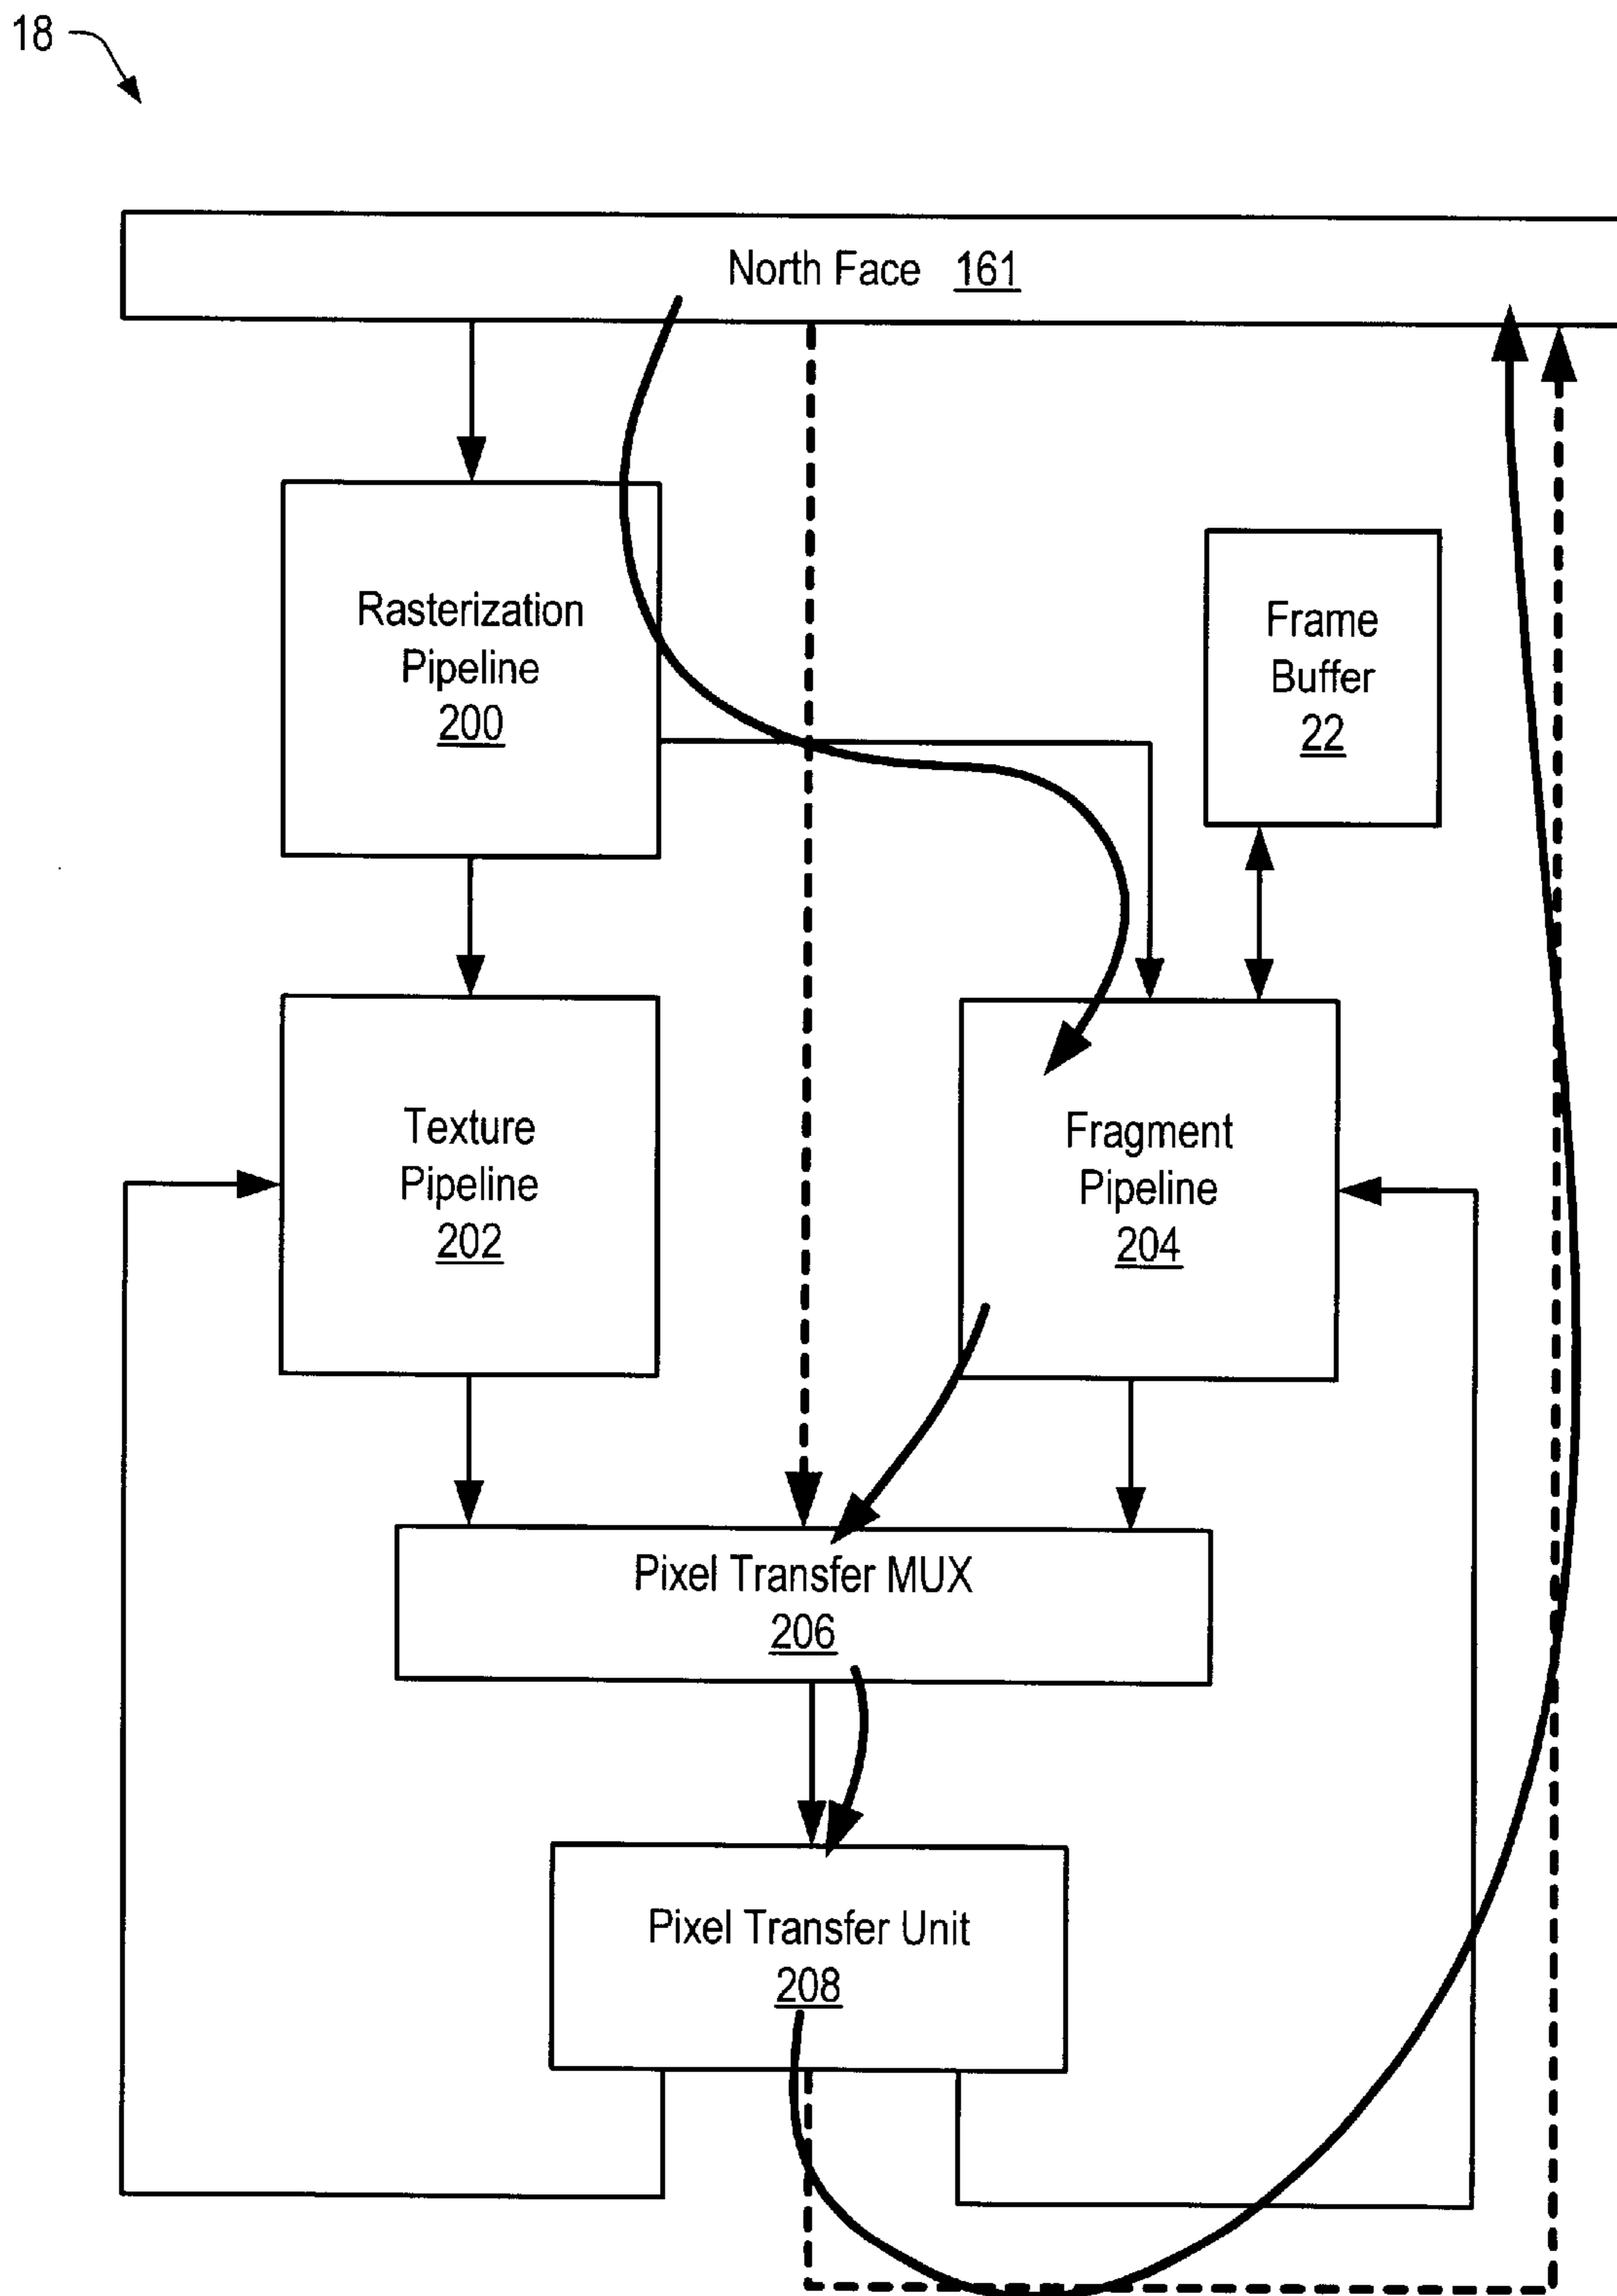 18
North Face 161
Rasterization
Pipeline
200
Frame
Buffer
22
Texture
Pipeline
202
Fragment
Pipeline
204
Pixel Transfer MUX
206
Pixel Transfer Unit
208